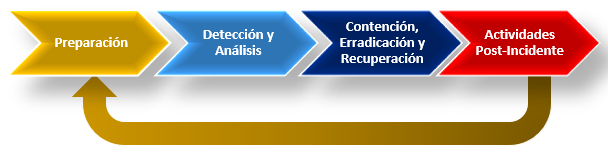 Preparación
Detección y
Análisis
Contención,
Erradicación y
Recuperación
Actividades
Post-Incidente